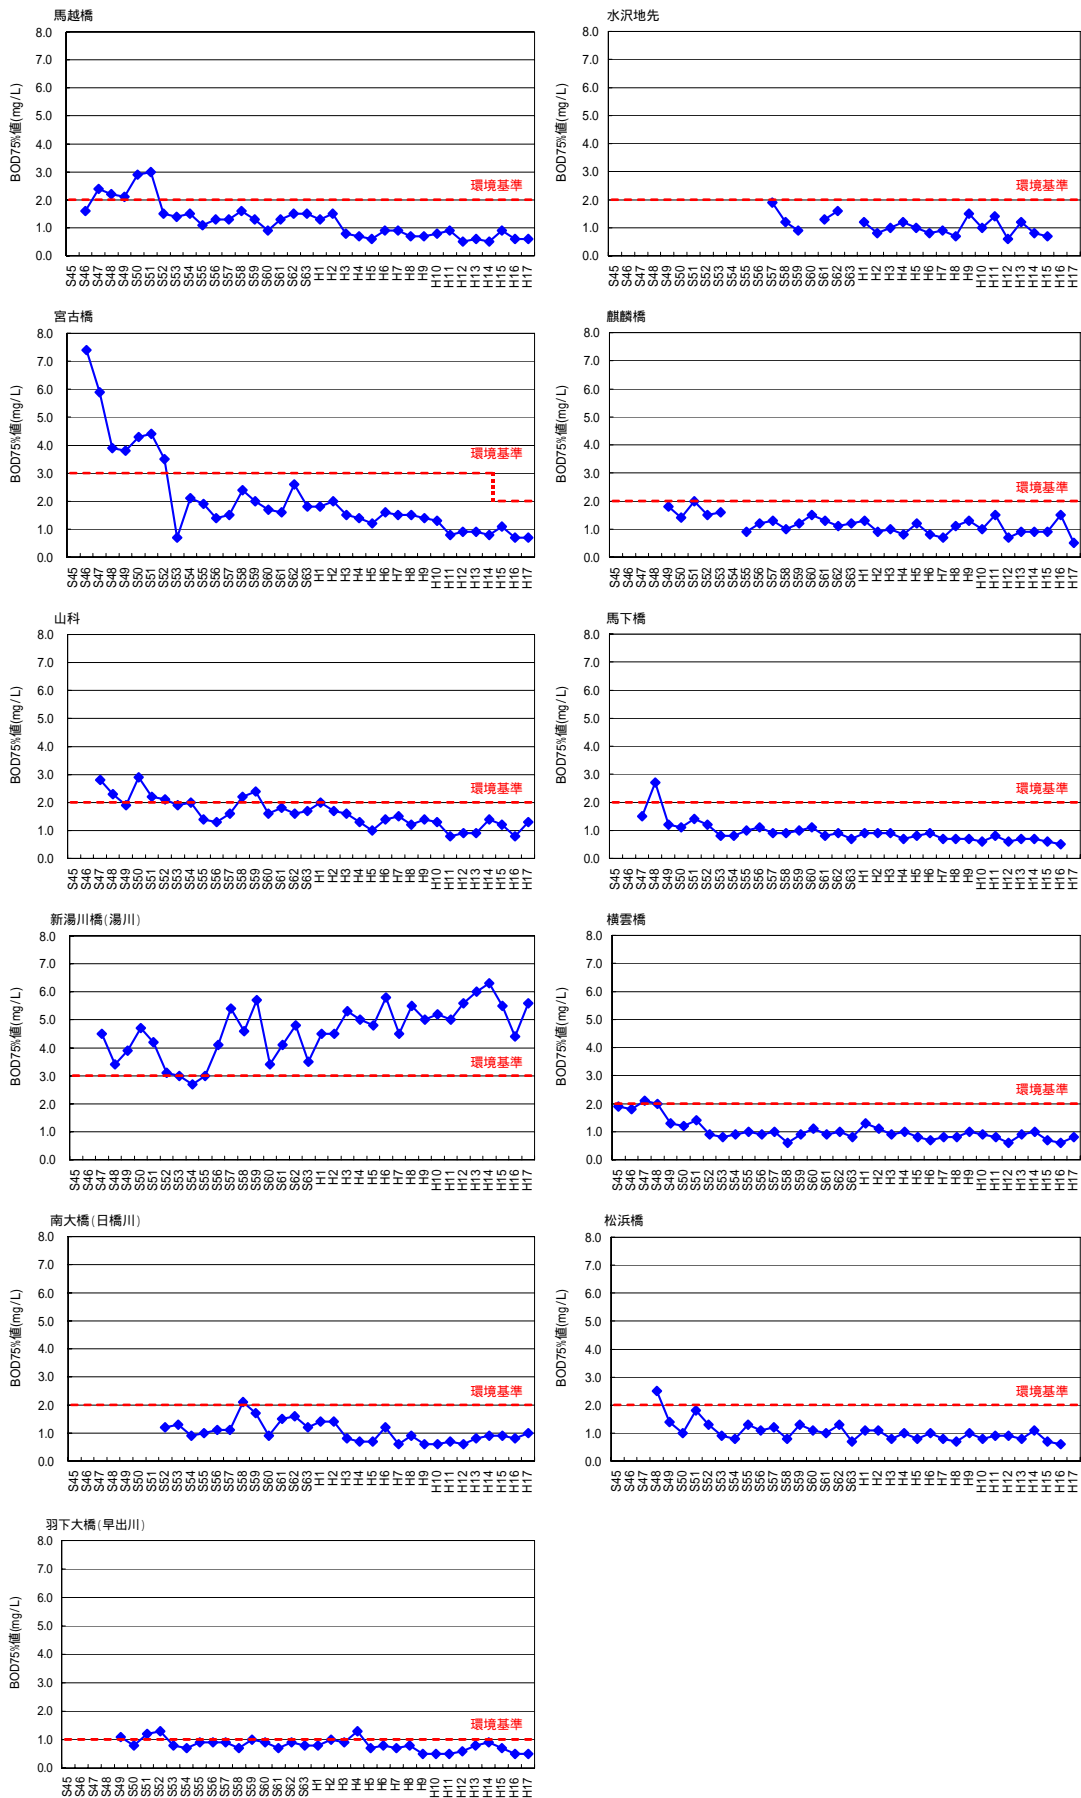 馬越橋
BOD75%値(mg/L)
8.0
7.0
6.0
5.0
4.0
3.0
2.0
1.0
0.0
環境基準
S45 S46 S47 S48 S49 S50 S51 S52 S53 S54 S55 S56 S57 S58 S59 S60 S61 S62 S63 H1 H2 H3 H4 H5 H6 H7 H8 H9 H10 H11 H12 H13 H14 H15 H16 H17
水沢地先
BOD75%値(mg/L)
8.0
7.0
6.0
5.0
4.0
3.0
2.0
1.0
0.0
環境基準
S45 S46 S47 S48 S49 S50 S51 S52 S53 S54 S55 S56 S57 S58 S59 S60 S61 S62 S63 H1 H2 H3 H4 H5 H6 H7 H8 H9 H10 H11 H12 H13 H14 H15 H16 H17
宮古橋
BOD75%値(mg/L)
8.0
7.0
6.0
5.0
4.0
3.0
2.0
1.0
0.0
環境基準
S45 S46 S47 S48 S49 S50 S51 S52 S53 S54 S55 S56 S57 S58 S59 S60 S61 S62 S63 H1 H2 H3 H4 H5 H6 H7 H8 H9 H10 H11 H12 H13 H14 H15 H16 H17
麒麟橋
BOD75%値(mg/L)
8.0
7.0
6.0
5.0
4.0
3.0
2.0
1.0
0.0
環境基準
S45 S46 S47 S48 S49 S50 S51 S52 S53 S54 S55 S56 S57 S58 S59 S60 S61 S62 S63 H1 H2 H3 H4 H5 H6 H7 H8 H9 H10 H11 H12 H13 H14 H15 H16 H17
山科
BOD75%値(mg/L)
8.0
7.0
6.0
5.0
4.0
3.0
2.0
1.0
0.0
環境基準
S45 S46 S47 S48 S49 S50 S51 S52 S53 S54 S55 S56 S57 S58 S59 S60 S61 S62 S63 H1 H2 H3 H4 H5 H6 H7 H8 H9 H10 H11 H12 H13 H14 H15 H16 H17
馬下橋
BOD75%値(mg/L)
8.0
7.0
6.0
5.0
4.0
3.0
2.0
1.0
0.0
環境基準
S45 S46 S47 S48 S49 S50 S51 S52 S53 S54 S55 S56 S57 S58 S59 S60 S61 S62 S63 H1 H2 H3 H4 H5 H6 H7 H8 H9 H10 H11 H12 H13 H14 H15 H16 H17
新湯川橋(湯川)
BOD75%値(mg/L)
8.0
7.0
6.0
5.0
4.0
3.0
2.0
1.0
0.0
環境基準
S45 S46 S47 S48 S49 S50 S51 S52 S53 S54 S55 S56 S57 S58 S59 S60 S61 S62 S63 H1 H2 H3 H4 H5 H6 H7 H8 H9 H10 H11 H12 H13 H14 H15 H16 H17
横雲橋
BOD75%値(mg/L)
8.0
7.0
6.0
5.0
4.0
3.0
2.0
1.0
0.0
環境基準
S45 S46 S47 S48 S49 S50 S51 S52 S53 S54 S55 S56 S57 S58 S59 S60 S61 S62 S63 H1 H2 H3 H4 H5 H6 H7 H8 H9 H10 H11 H12 H13 H14 H15 H16 H17
南大橋(日橋川)
BOD75%値(mg/L)
8.0
7.0
6.0
5.0
4.0
3.0
2.0
1.0
0.0
環境基準
S45 S46 S47 S48 S49 S50 S51 S52 S53 S54 S55 S56 S57 S58 S59 S60 S61 S62 S63 H1 H2 H3 H4 H5 H6 H7 H8 H9 H10 H11 H12 H13 H14 H15 H16 H17
松浜橋
BOD75%値(mg/L)
8.0
7.0
6.0
5.0
4.0
3.0
2.0
1.0
0.0
環境基準
S45 S46 S47 S48 S49 S50 S51 S52 S53 S54 S55 S56 S57 S58 S59 S60 S61 S62 S63 H1 H2 H3 H4 H5 H6 H7 H8 H9 H10 H11 H12 H13 H14 H15 H16 H17
羽下大橋(早出川)
BOD75%値(mg/L)
8.0
7.0
6.0
5.0
4.0
3.0
2.0
1.0
0.0
環境基準
S45 S46 S47 S48 S49 S50 S51 S52 S53 S54 S55 S56 S57 S58 S59 S60 S61 S62 S63 H1 H2 H3 H4 H5 H6 H7 H8 H9 H10 H11 H12 H13 H14 H15 H16 H17